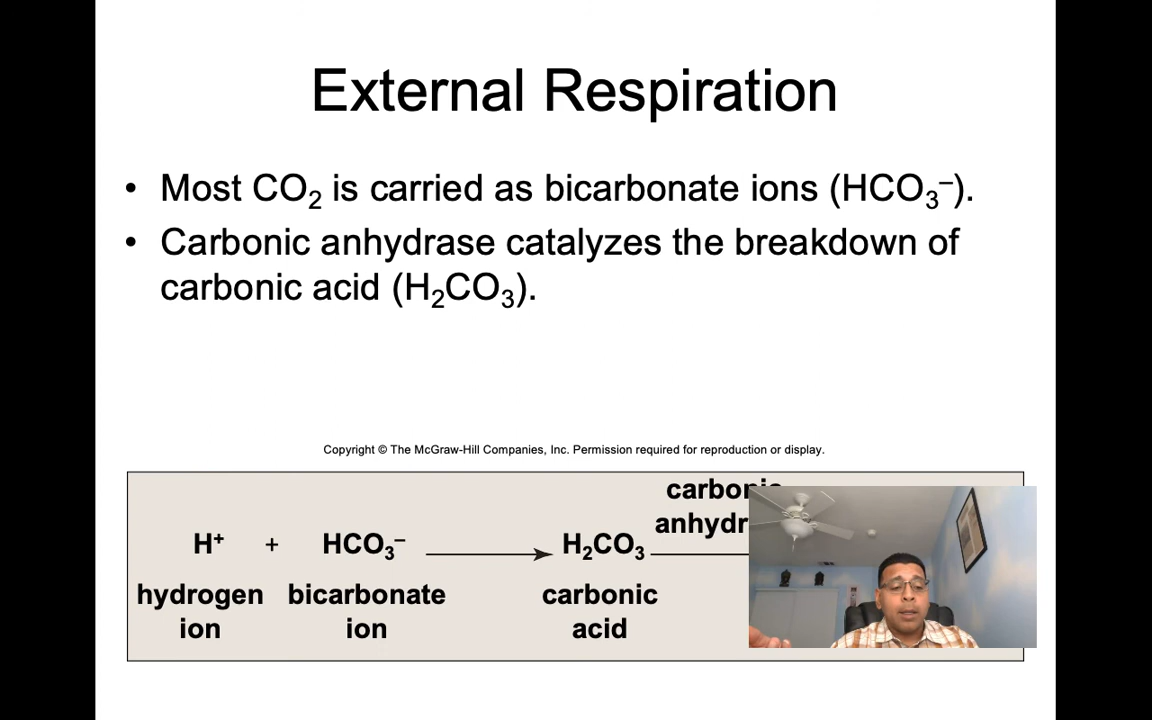 External Respiration
• Most CO₂ is carried as bicarbonate ions (HCO₃⁻).
• Carbonic anhydrase catalyzes the breakdown of
carbonic acid (H₂CO₃).
Copyright © The McGraw-Hill Companies, Inc. Permission required for reproduction or display.
H⁺ + HCO₃⁻ H₂CO₃
hydrogen bicarbonate carbonic
ion ion acid